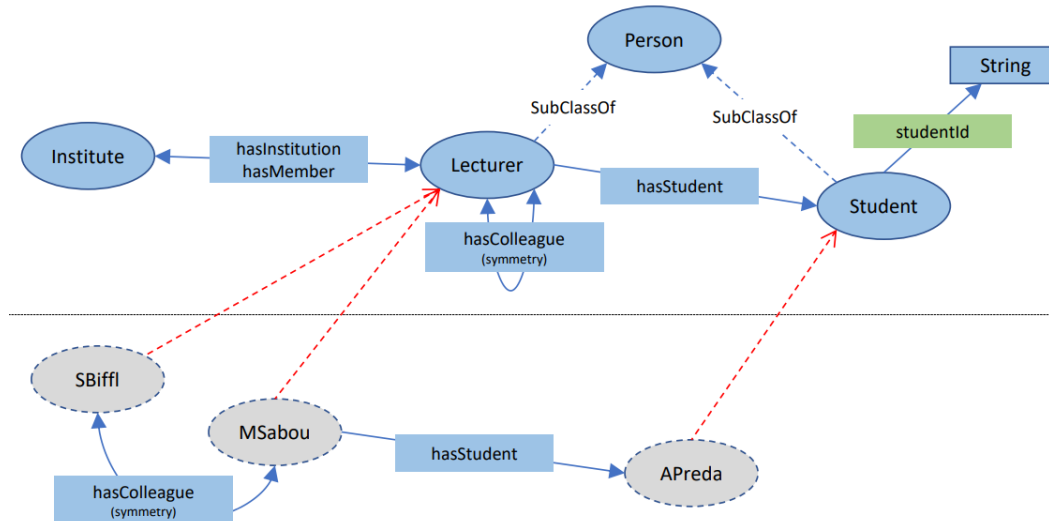 Person
String
SubClassOf
SubClassOf
studentId
Institute
hasInstitution
hasMember
Lecturer
hasStudent
Student
hasColleague
(symmetry)
SBiffl
MSabou
hasStudent
APreda
hasColleague
(symmetry)